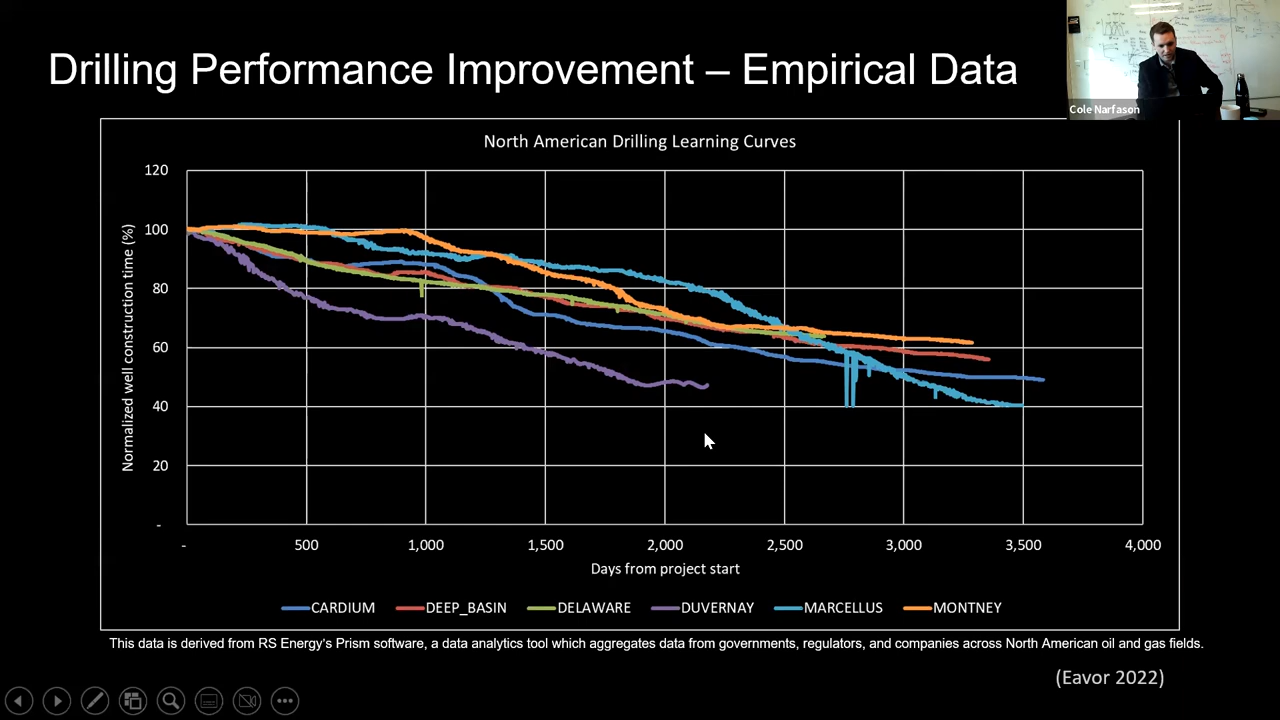 Drilling Performance Improvement – Empirical Data
Cole Narfason
North American Drilling Learning Curves
Normalized well construction time (%)
120
100
80
60
40
20
-
-
500
1,000
1,500
2,000
2,500
3,000
3,500
4,000
Days from project start
CARDIUM
DEEP_BASIN
DELAWARE
DUVERNAY
MARCELLUS
MONTNEY
This data is derived from RS Energy's Prism software, a data analytics tool which aggregates data from governments, regulators, and companies across North American oil and gas fields.
(Eavor 2022)